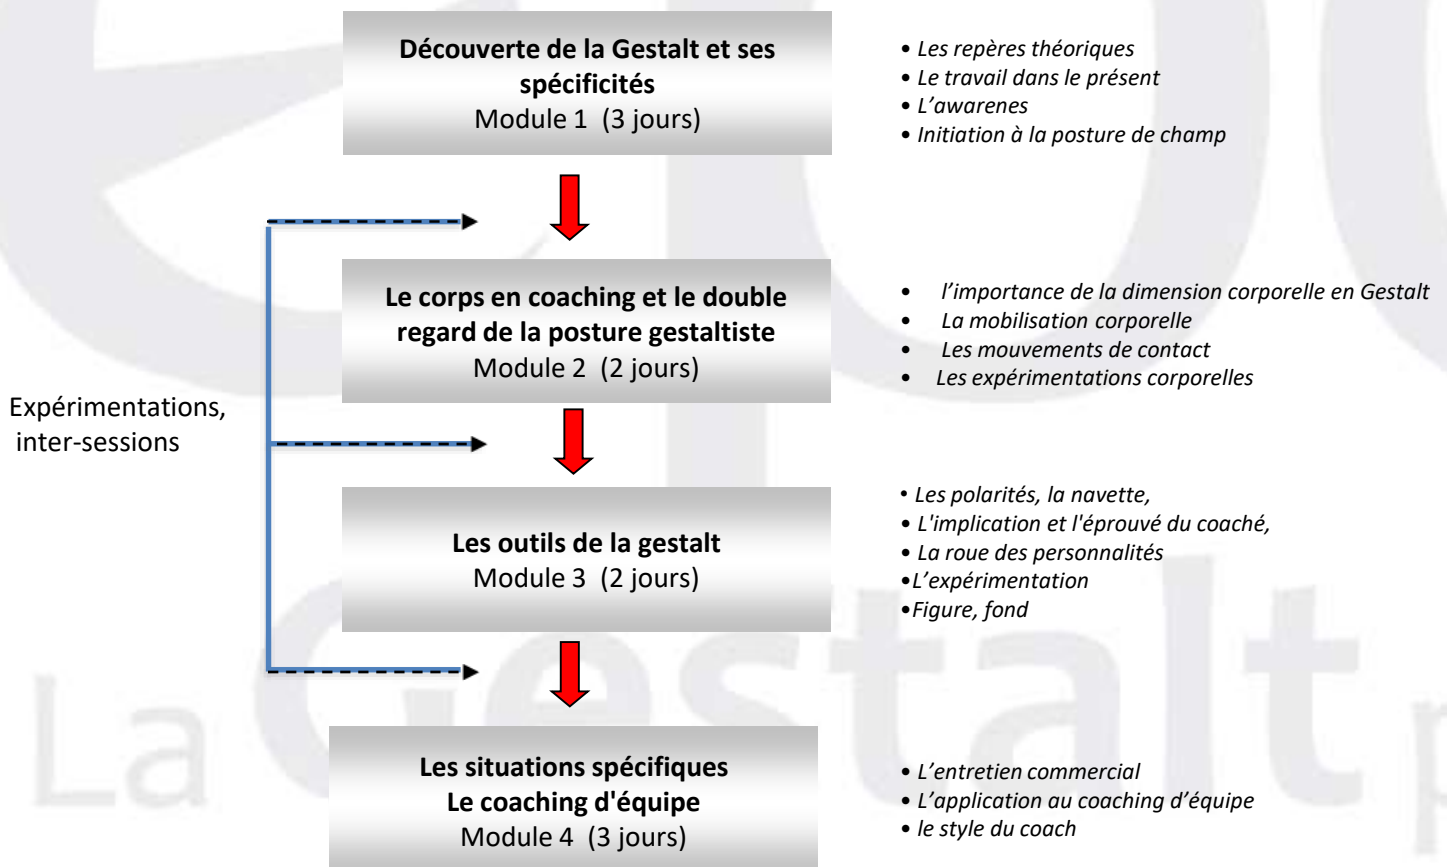 Découverte de la Gestalt et ses
spécificités
Module 1 (3 jours)
• Les repères théoriques
• Le travail dans le présent
• L’awarenes
• Initiation à la posture de champ
Le corps en coaching et le double
regard de la posture gestaltiste
Module 2 (2 jours)
• l’importance de la dimension corporelle en Gestalt
• La mobilisation corporelle
• Les mouvements de contact
• Les expérimentations corporelles
Expérimentations,
inter-sessions
Les outils de la gestalt
Module 3 (2 jours)
• Les polarités, la navette,
• L'implication et l'éprouvé du coaché,
• La roue des personnalités
•L’expérimentation
•Figure, fond
Les situations spécifiques
Le coaching d'équipe
Module 4 (3 jours)
• L’entretien commercial
• L’application au coaching d’équipe
• le style du coach
La Gestalt p